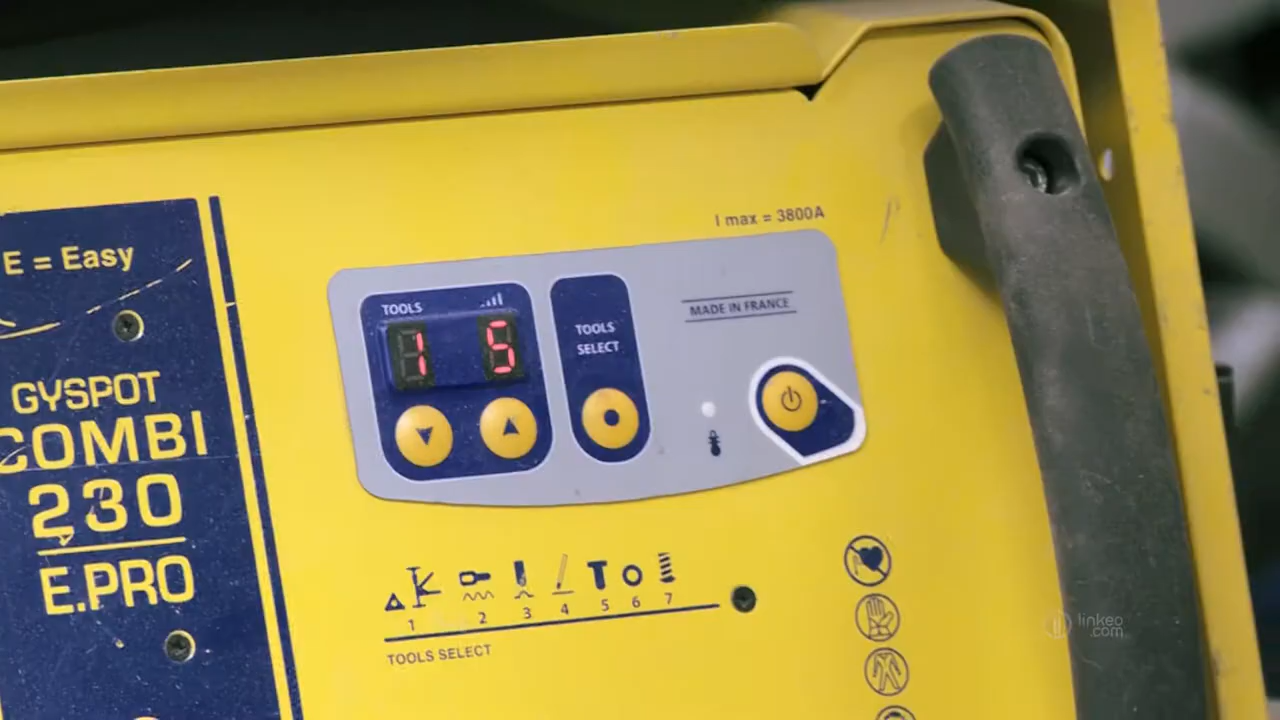 I max = 3800A
E = Easy
TOOLS
1 5
TOOLS
SELECT
MADE IN FRANCE
GYSPOT
COMBI
230
E.PRO
1 2 3 4 5 6 7
TOOLS SELECT
linkeo
.com